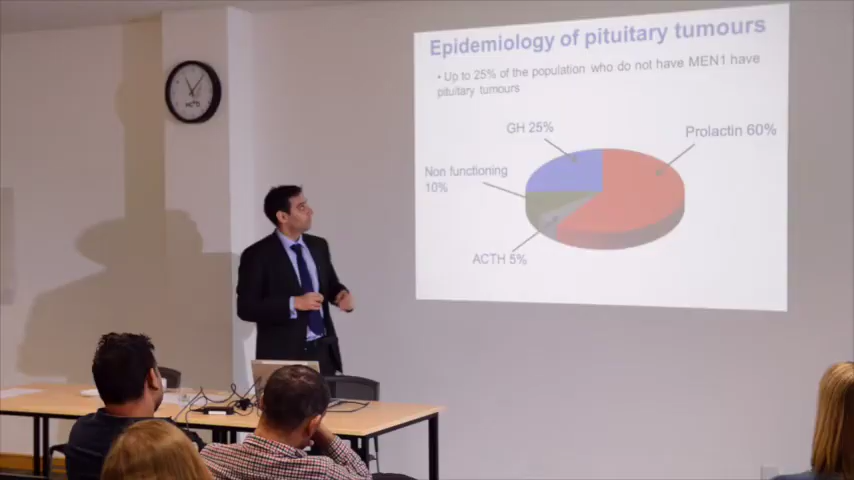 Epidemiology of pituitary tumours
• Up to 25% of the population who do not have MEN1 have
pituitary tumours
GH 25%
Prolactin 60%
Non functioning
10%
ACTH 5%